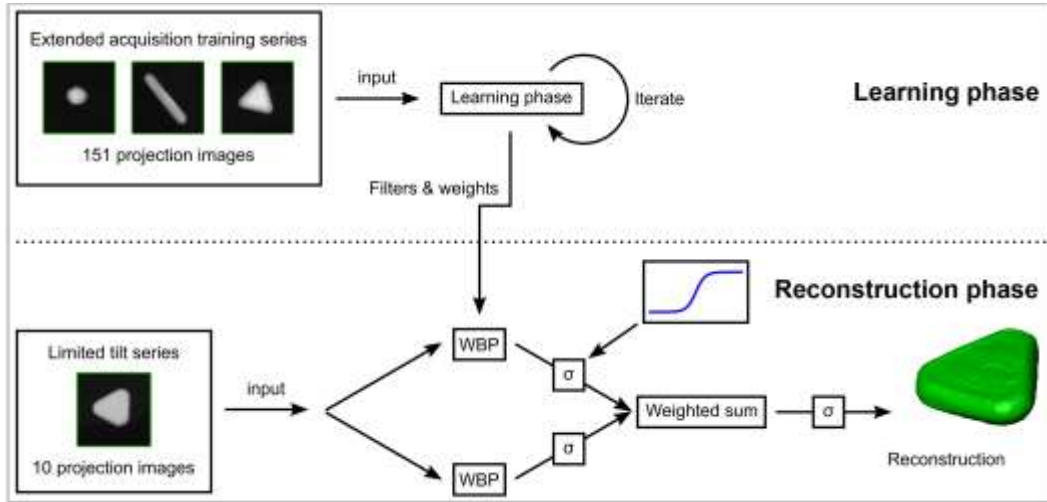 Extended acquisition training series
151 projection images
input
Learning phase
Iterate
Learning phase
Filters & weights
Reconstruction phase
Limited tilt series
10 projection images
input
WBP
σ
WBP
σ
Weighted sum
σ
Reconstruction